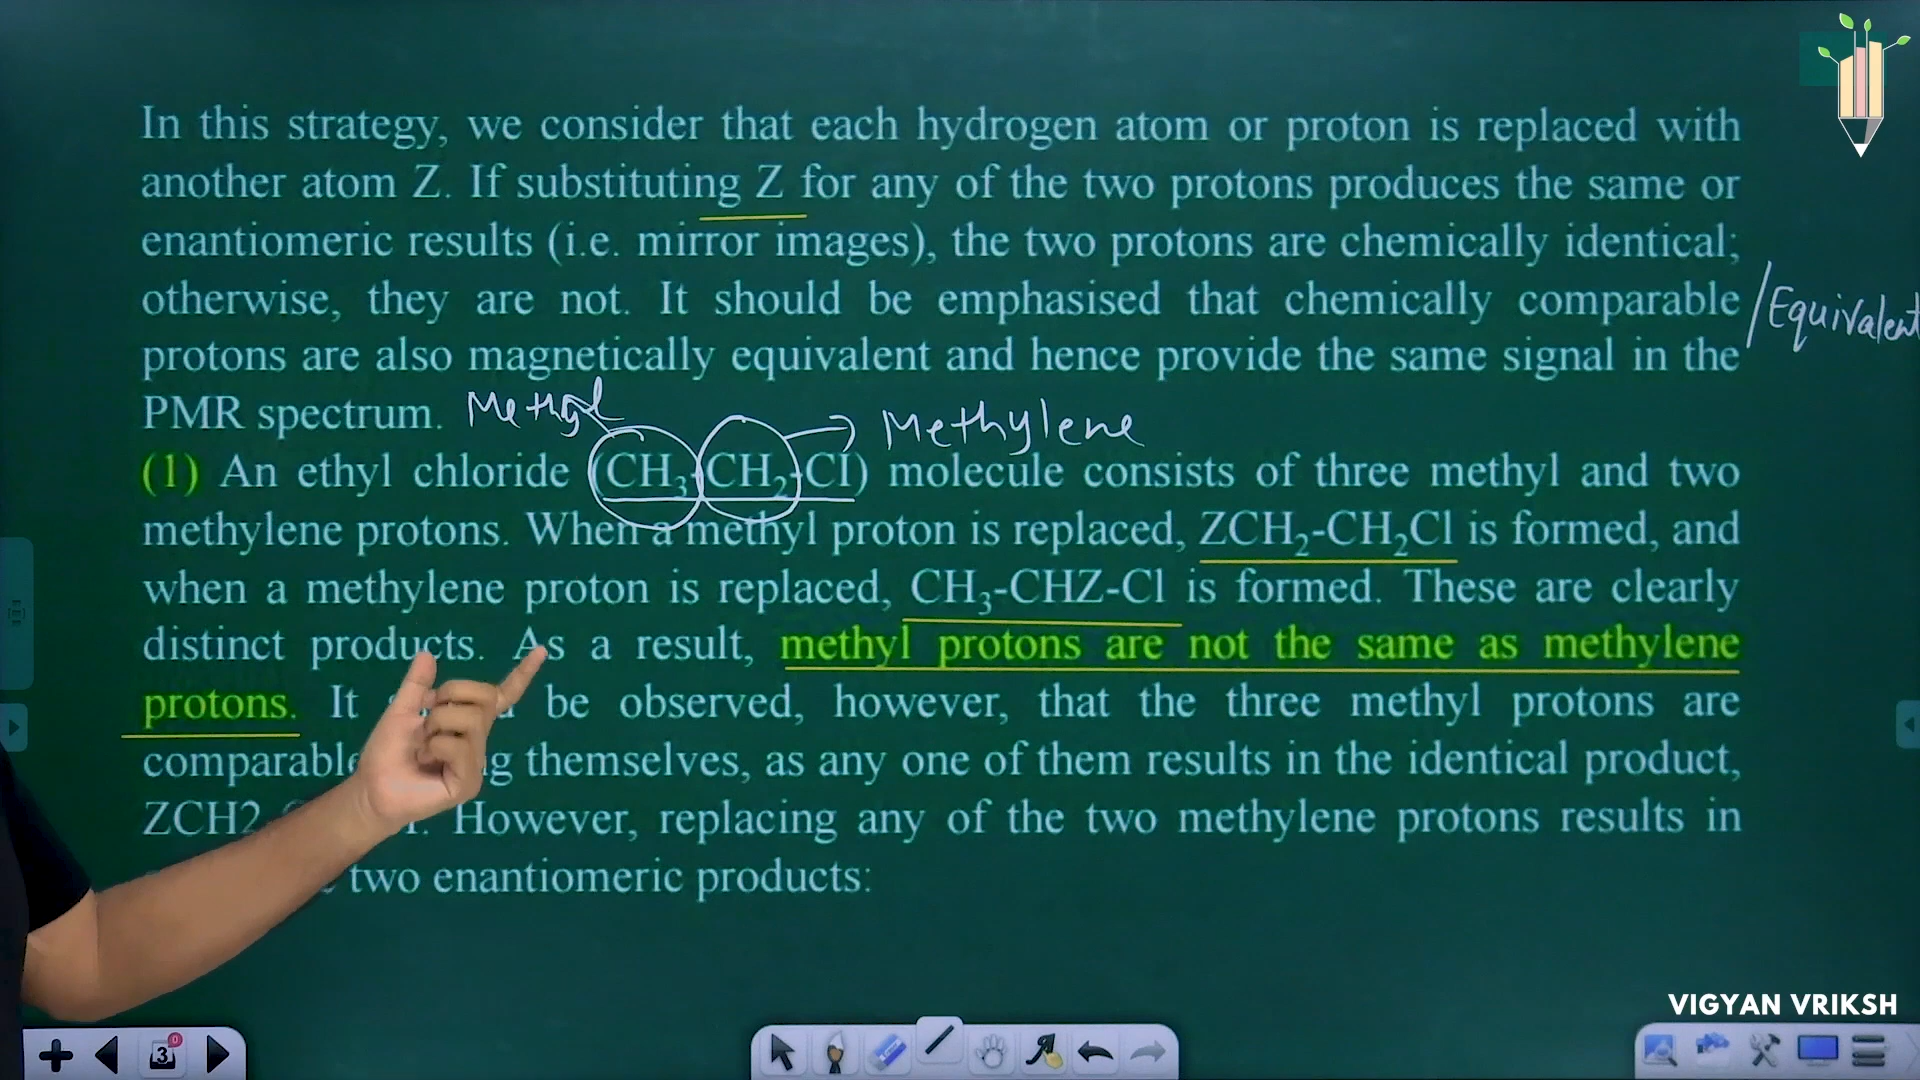 In this strategy, we consider that each hydrogen atom or proton is replaced with
another atom Z. If substituting Z for any of the two protons produces the same or
enantiomeric results (i.e. mirror images), the two protons are chemically identical;
otherwise, they are not. It should be emphasised that chemically comparable /Equivalent
protons are also magnetically equivalent and hence provide the same signal in the
PMR spectrum. Methyl Methylene
(1) An ethyl chloride (CH₃-CH₂-Cl) molecule consists of three methyl and two
methylene protons. When a methyl proton is replaced, ZCH₂-CH₂Cl is formed, and
when a methylene proton is replaced, CH₃-CHZ-Cl is formed. These are clearly
distinct products. As a result, methyl protons are not the same as methylene
protons. It be observed, however, that the three methyl protons are
themselves, as any one of them results in the identical product,
ZCH2- However, replacing any of the two methylene protons results in
two enantiomeric products:
VIGYAN VRIKSH
3
0